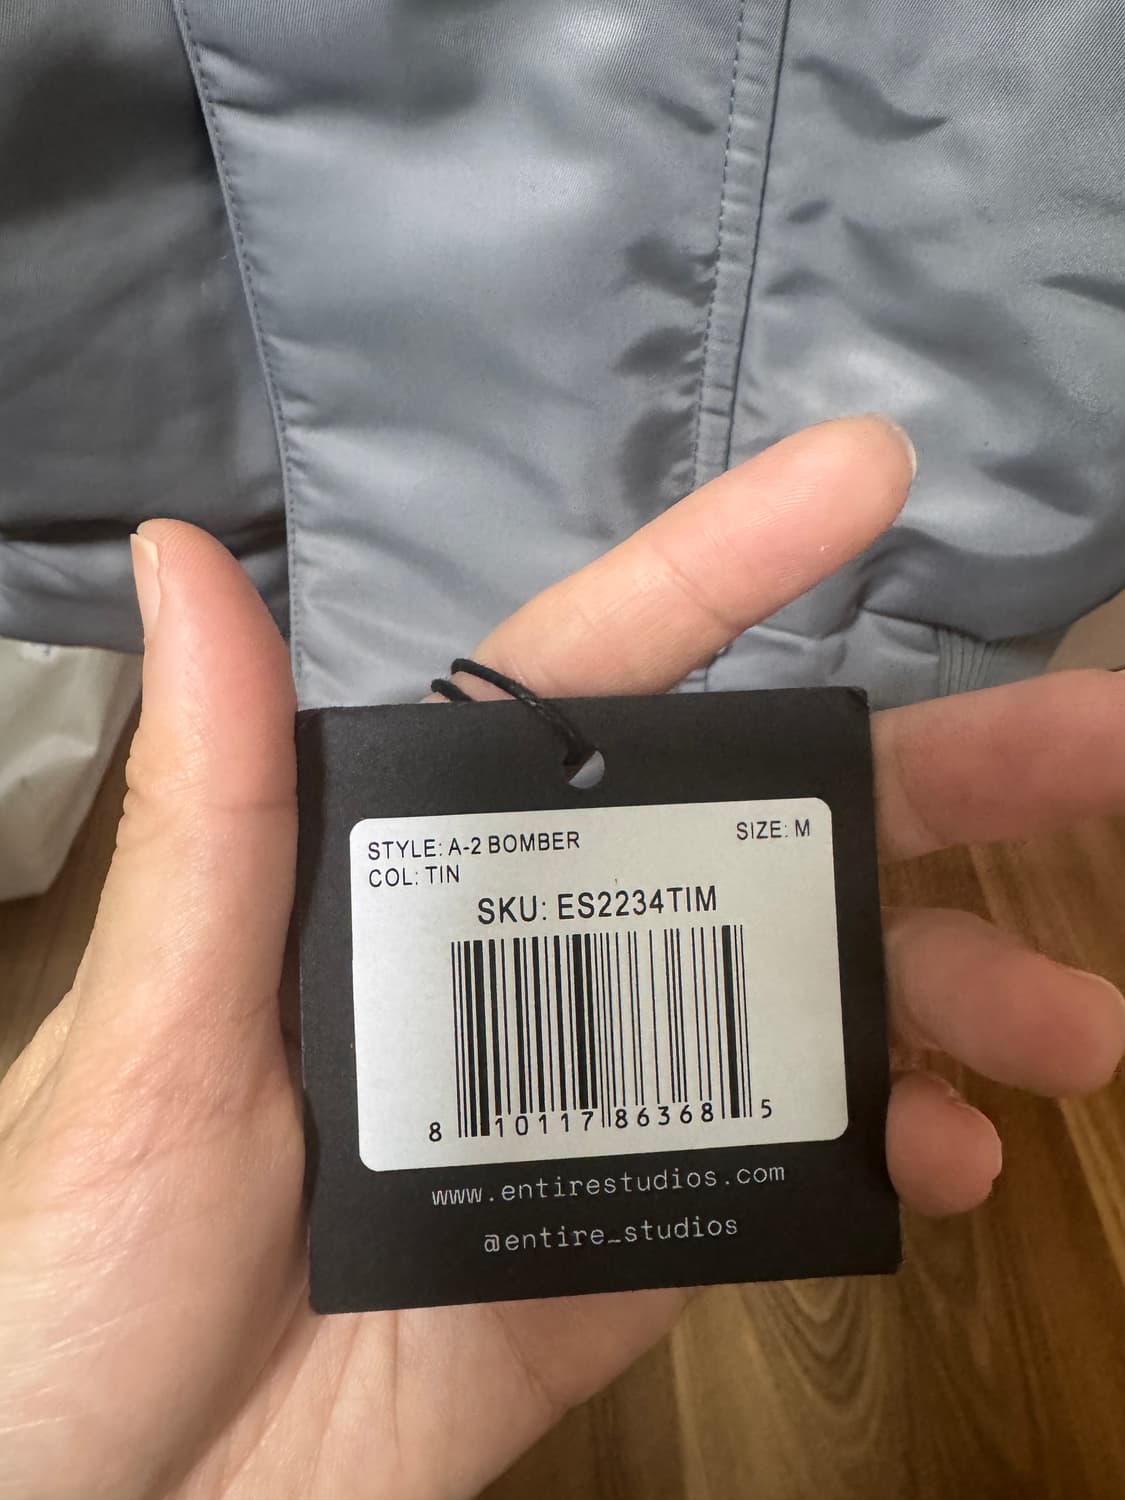 STYLE: A-2 BOMBER
SIZE: M
COL: TIN
SKU: ES2234TIM
8 10117 86368 5
www.entirestudios.com
@entire_studios